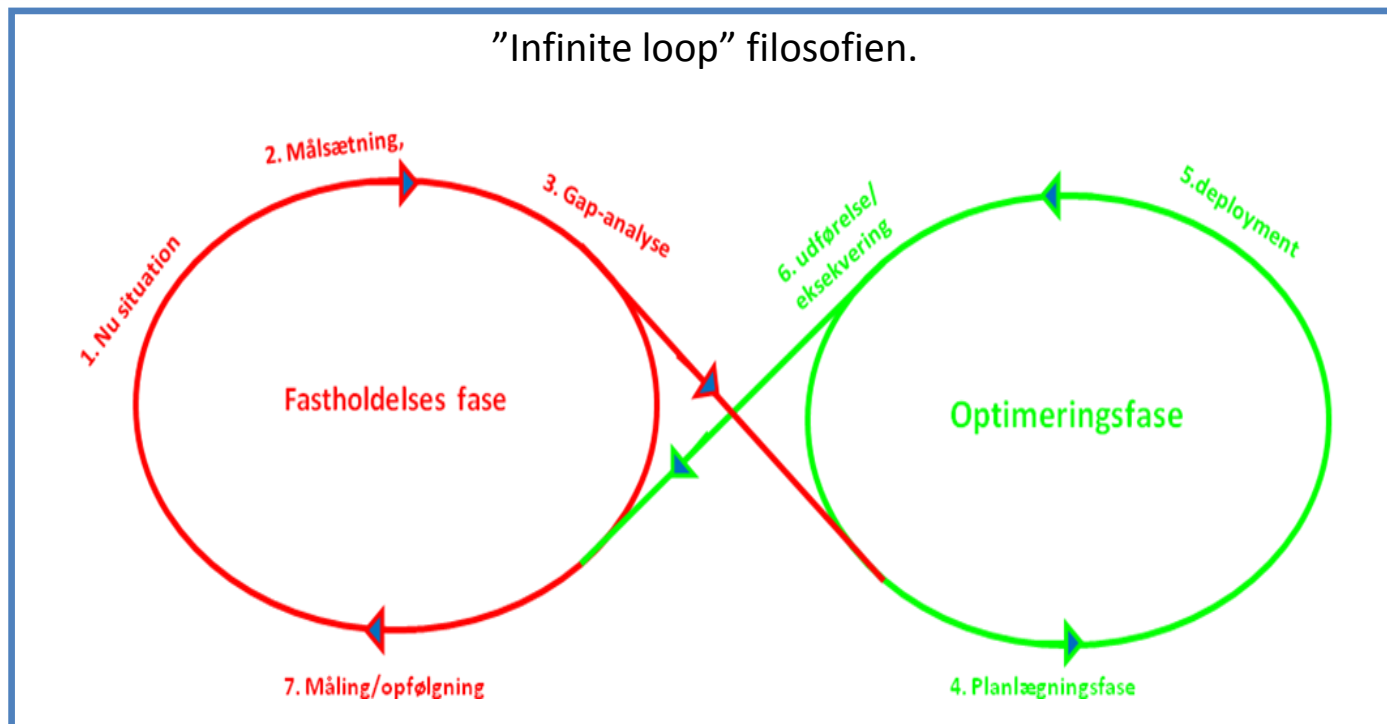 ”Infinite loop” filosofien.
2. Målsætning,
3. Gap-analyse
1. Nu situation
6. udførelse/
eksekvering
5.deployment
Fastholdelses fase
Optimeringsfase
7. Måling/opfølgning
4. Planlægningsfase